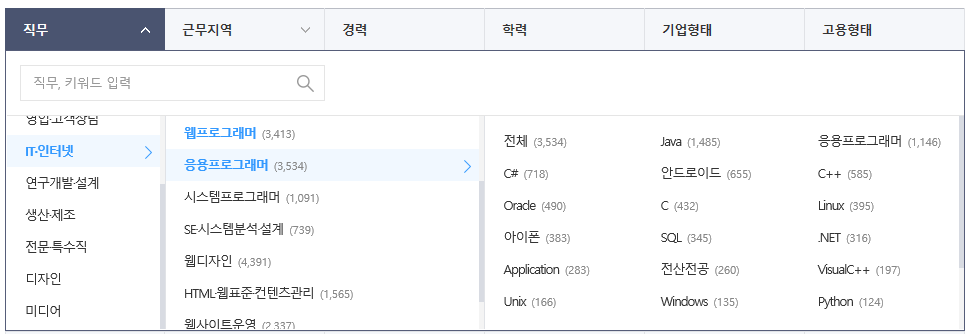 직무 근무지역 경력 학력 기업형태 고용형태
직무, 키워드 입력
영업·고객상담
IT·인터넷
연구개발·설계
생산·제조
전문·특수직
디자인
미디어
웹프로그래머 (3,413)
응용프로그래머 (3,534)
시스템프로그래머 (1,091)
SE·시스템분석·설계 (739)
웹디자인 (4,391)
HTML·웹표준·컨텐츠관리 (1,565)
웹사이트운영 (2,337)
전체 (3,534) Java (1,485) 응용프로그래머 (1,146)
C# (718) 안드로이드 (655) C++ (585)
Oracle (490) C (432) Linux (395)
아이폰 (383) SQL (345) .NET (316)
Application (283) 전산전공 (260) VisualC++ (197)
Unix (166) Windows (135) Python (124)